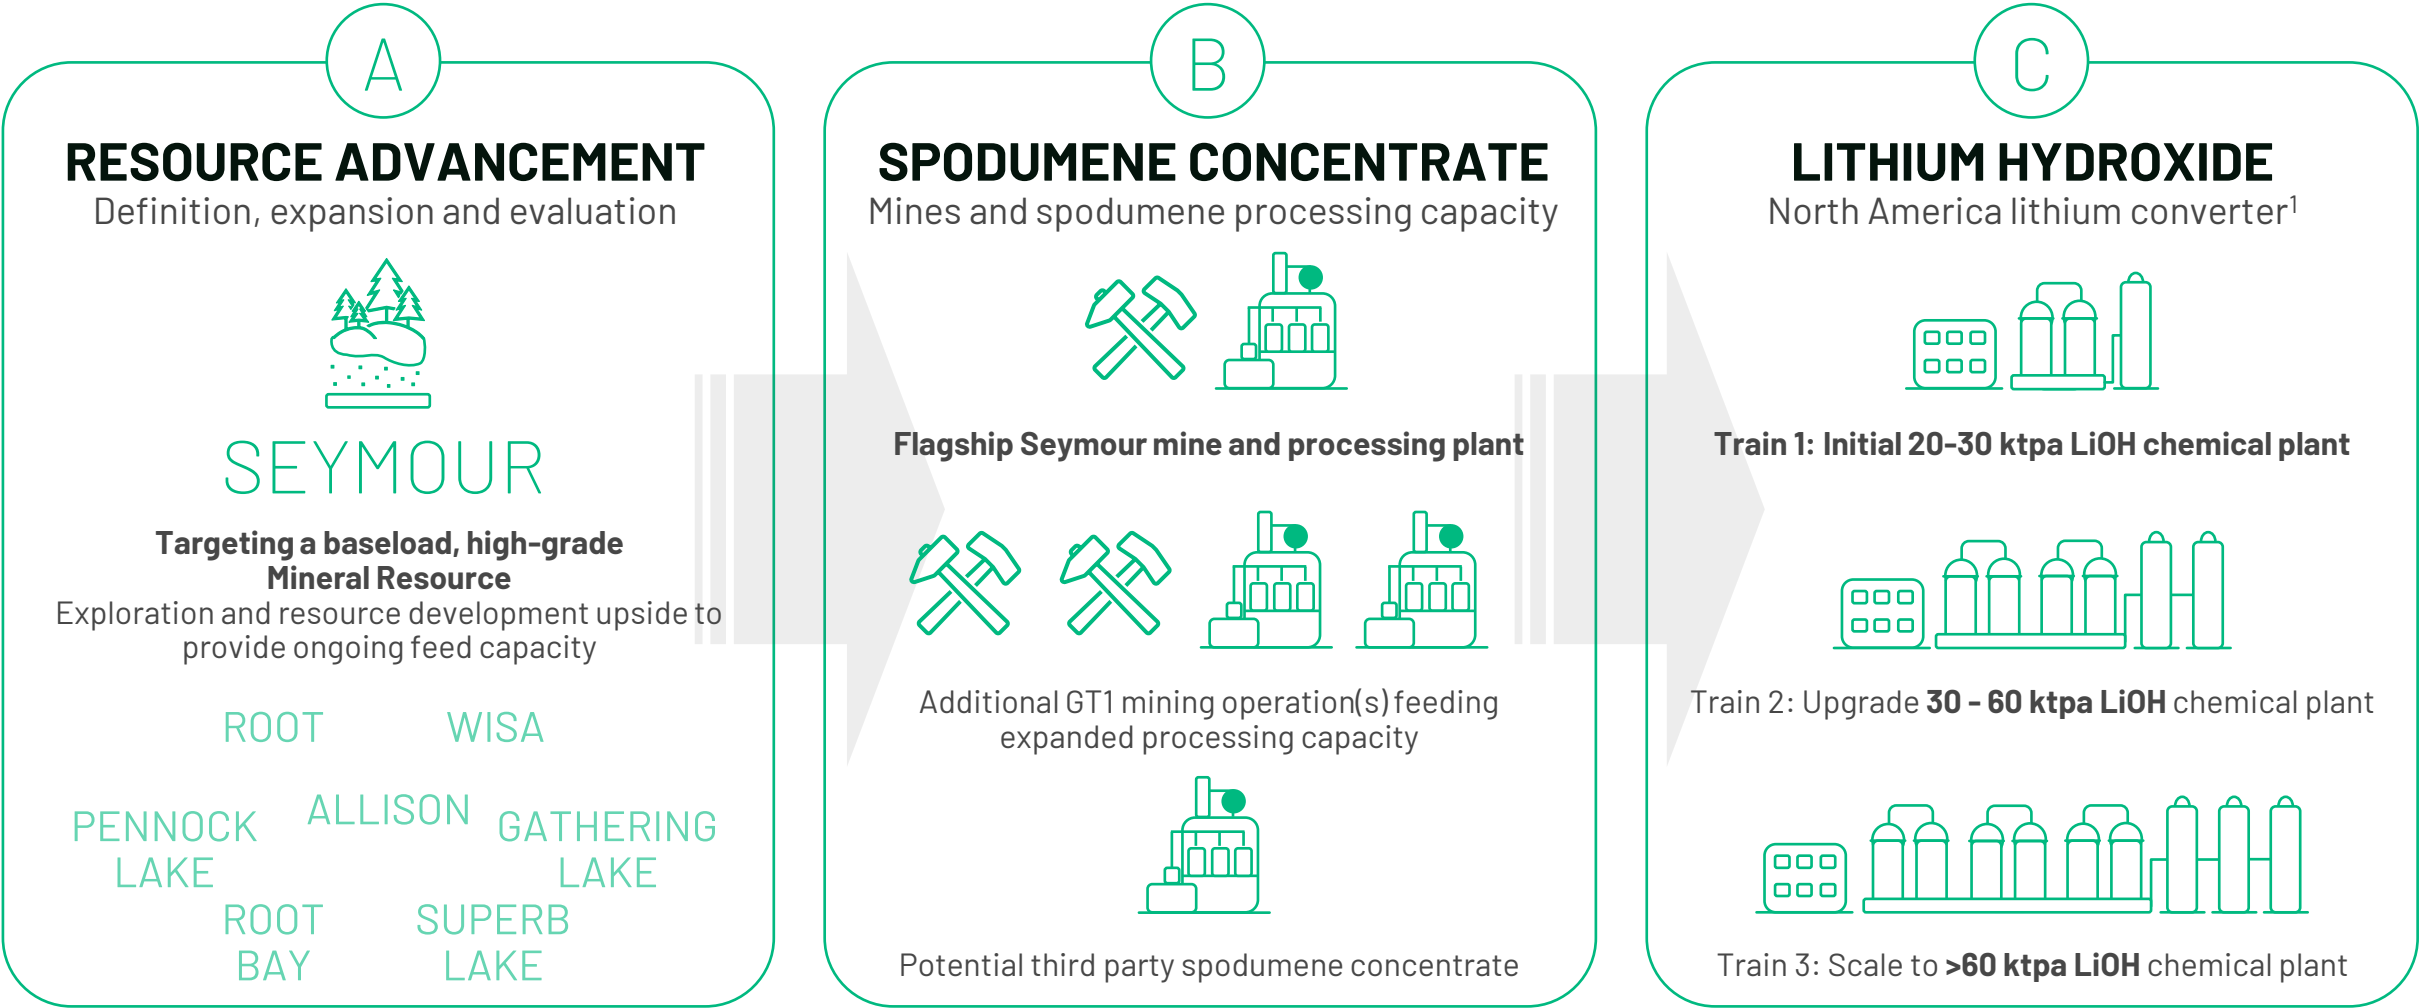 A
RESOURCE ADVANCEMENT
Definition, expansion and evaluation
SEYMOUR
Targeting a baseload, high-grade
Mineral Resource
Exploration and resource development upside to
provide ongoing feed capacity
ROOT
WISA
PENNOCK
LAKE
ALLISON
GATHERING
LAKE
ROOT
BAY
SUPERB
LAKE
B
SPODUMENE CONCENTRATE
Mines and spodumene processing capacity
Flagship Seymour mine and processing plant
Additional GT1 mining operation(s) feeding
expanded processing capacity
Potential third party spodumene concentrate
C
LITHIUM HYDROXIDE
North America lithium converter¹
Train 1: Initial 20-30 ktpa LiOH chemical plant
Train 2: Upgrade 30 - 60 ktpa LiOH chemical plant
Train 3: Scale to >60 ktpa LiOH chemical plant